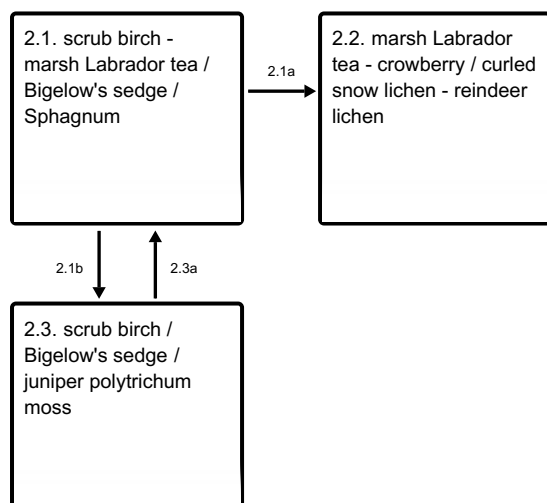 2.1. scrub birch -
marsh Labrador tea /
Bigelow's sedge /
Sphagnum
2.1a
2.2. marsh Labrador
tea - crowberry / curled
snow lichen - reindeer
lichen
2.1b
2.3a
2.3. scrub birch /
Bigelow's sedge /
juniper polytrichum
moss